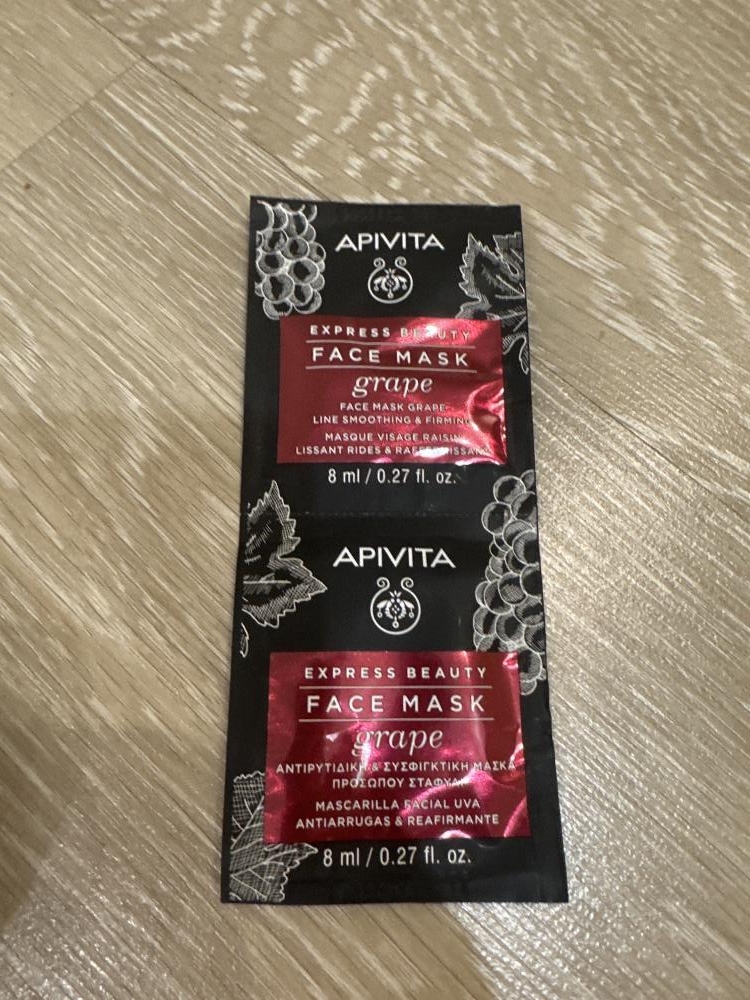 APIVITA
EXPRESS BEAUTY
FACE MASK
grape
FACE MASK GRAPE-
LINE SMOOTHING & FIRMING
MASQUE VISAGE RAISIN
LISSANT RIDES & RAFFERMISSANT
8 ml / 0.27 fl. oz.
APIVITA
EXPRESS BEAUTY
FACE MASK
grape
ΑΝΤΙΡΥΤΙΔΙΚΗ & ΣΥΣΦΙΓΚΤΙΚΗ ΜΑΣΚΑ
ΠΡΟΣΩΠΟΥ ΣΤΑΦΥΛΙ
MASCARILLA FACIAL UVA
ANTIARRUGAS & REAFIRMANTE
8 ml / 0.27 fl. oz.